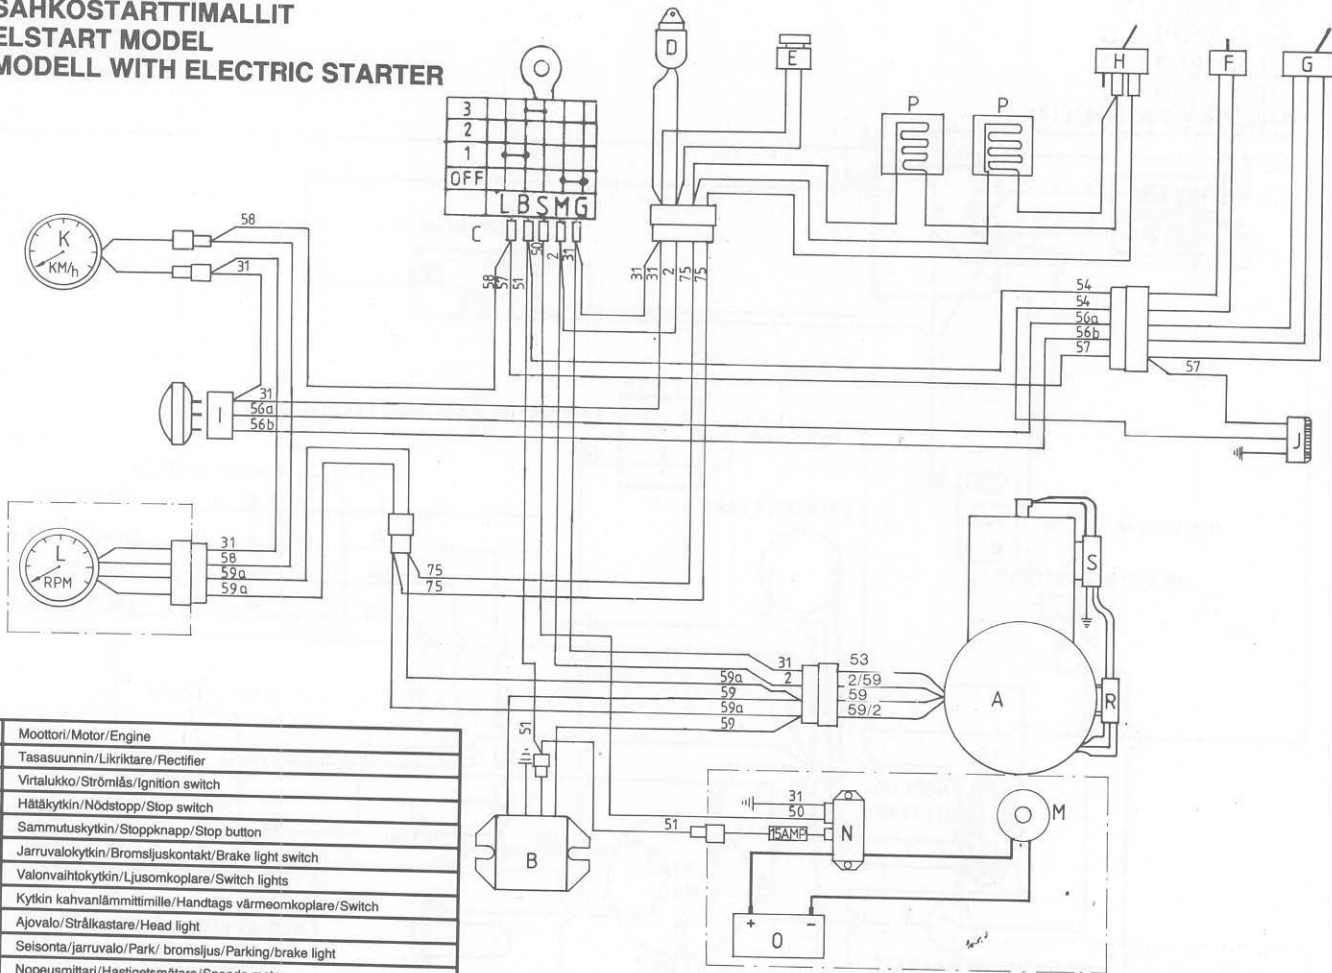 SÄHKÖSTARTTIMALLIT
ELSTART MODEL
MODELL WITH ELECTRIC STARTER
D
E
H
F
G
3
2
1
OFF
L B S M G
C
P
P
K
KM/h
58
31
58
57
51
50
2
31
31
31
2
75
75
54
54
56a
56b
57
57
I
31
56a
56b
J
L
RPM
31
58
59a
59a
75
75
S
A
R
31
2
59a
59
59a
59
53
2/59
59
59/2
51
B
31
50
51
15AMP
N
M
O
+ −
Moottori/Motor/Engine
Tasasuunnin/Likriktare/Rectifier
Virtalukko/Strömlås/Ignition switch
Hätäkytkin/Nödstopp/Stop switch
Sammutuskytkin/Stoppknapp/Stop button
Jarruvalokytkin/Bromsljuskontakt/Brake light switch
Valonvaihtokytkin/Ljusomkoplare/Switch lights
Kytkin kahvanlämmittimille/Handtags värmeomkoplare/Switch
Ajovalo/Strålkastare/Head light
Seisonta/jarruvalo/Park/ bromsljus/Parking/brake light
Nopeusmittari/Hastigetsmätare/